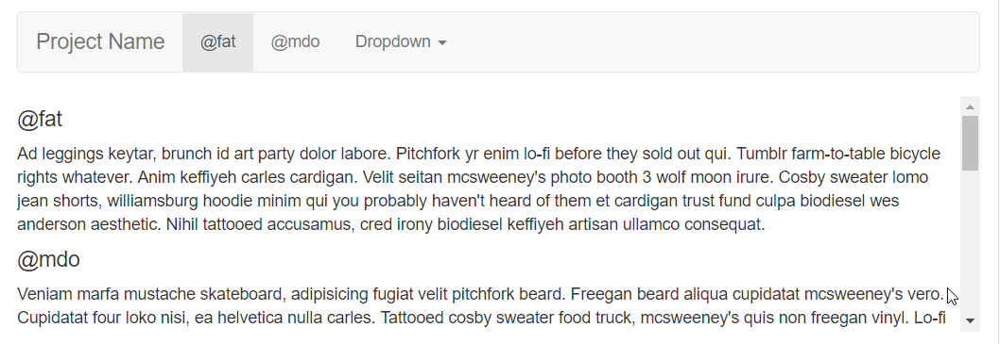 Project Name @fat @mdo Dropdown
@fat
Ad leggings keytar, brunch id art party dolor labore. Pitchfork yr enim lo-fi before they sold out qui. Tumblr farm-to-table bicycle
rights whatever. Anim keffiyeh carles cardigan. Velit seitan mcsweeney's photo booth 3 wolf moon irure. Cosby sweater lomo
jean shorts, williamsburg hoodie minim qui you probably haven't heard of them et cardigan trust fund culpa biodiesel wes
anderson aesthetic. Nihil tattooed accusamus, cred irony biodiesel keffiyeh artisan ullamco consequat.
@mdo
Veniam marfa mustache skateboard, adipisicing fugiat velit pitchfork beard. Freegan beard aliqua cupidatat mcsweeney's vero.
Cupidatat four loko nisi, ea helvetica nulla carles. Tattooed cosby sweater food truck, mcsweeney's quis non freegan vinyl. Lo-fi